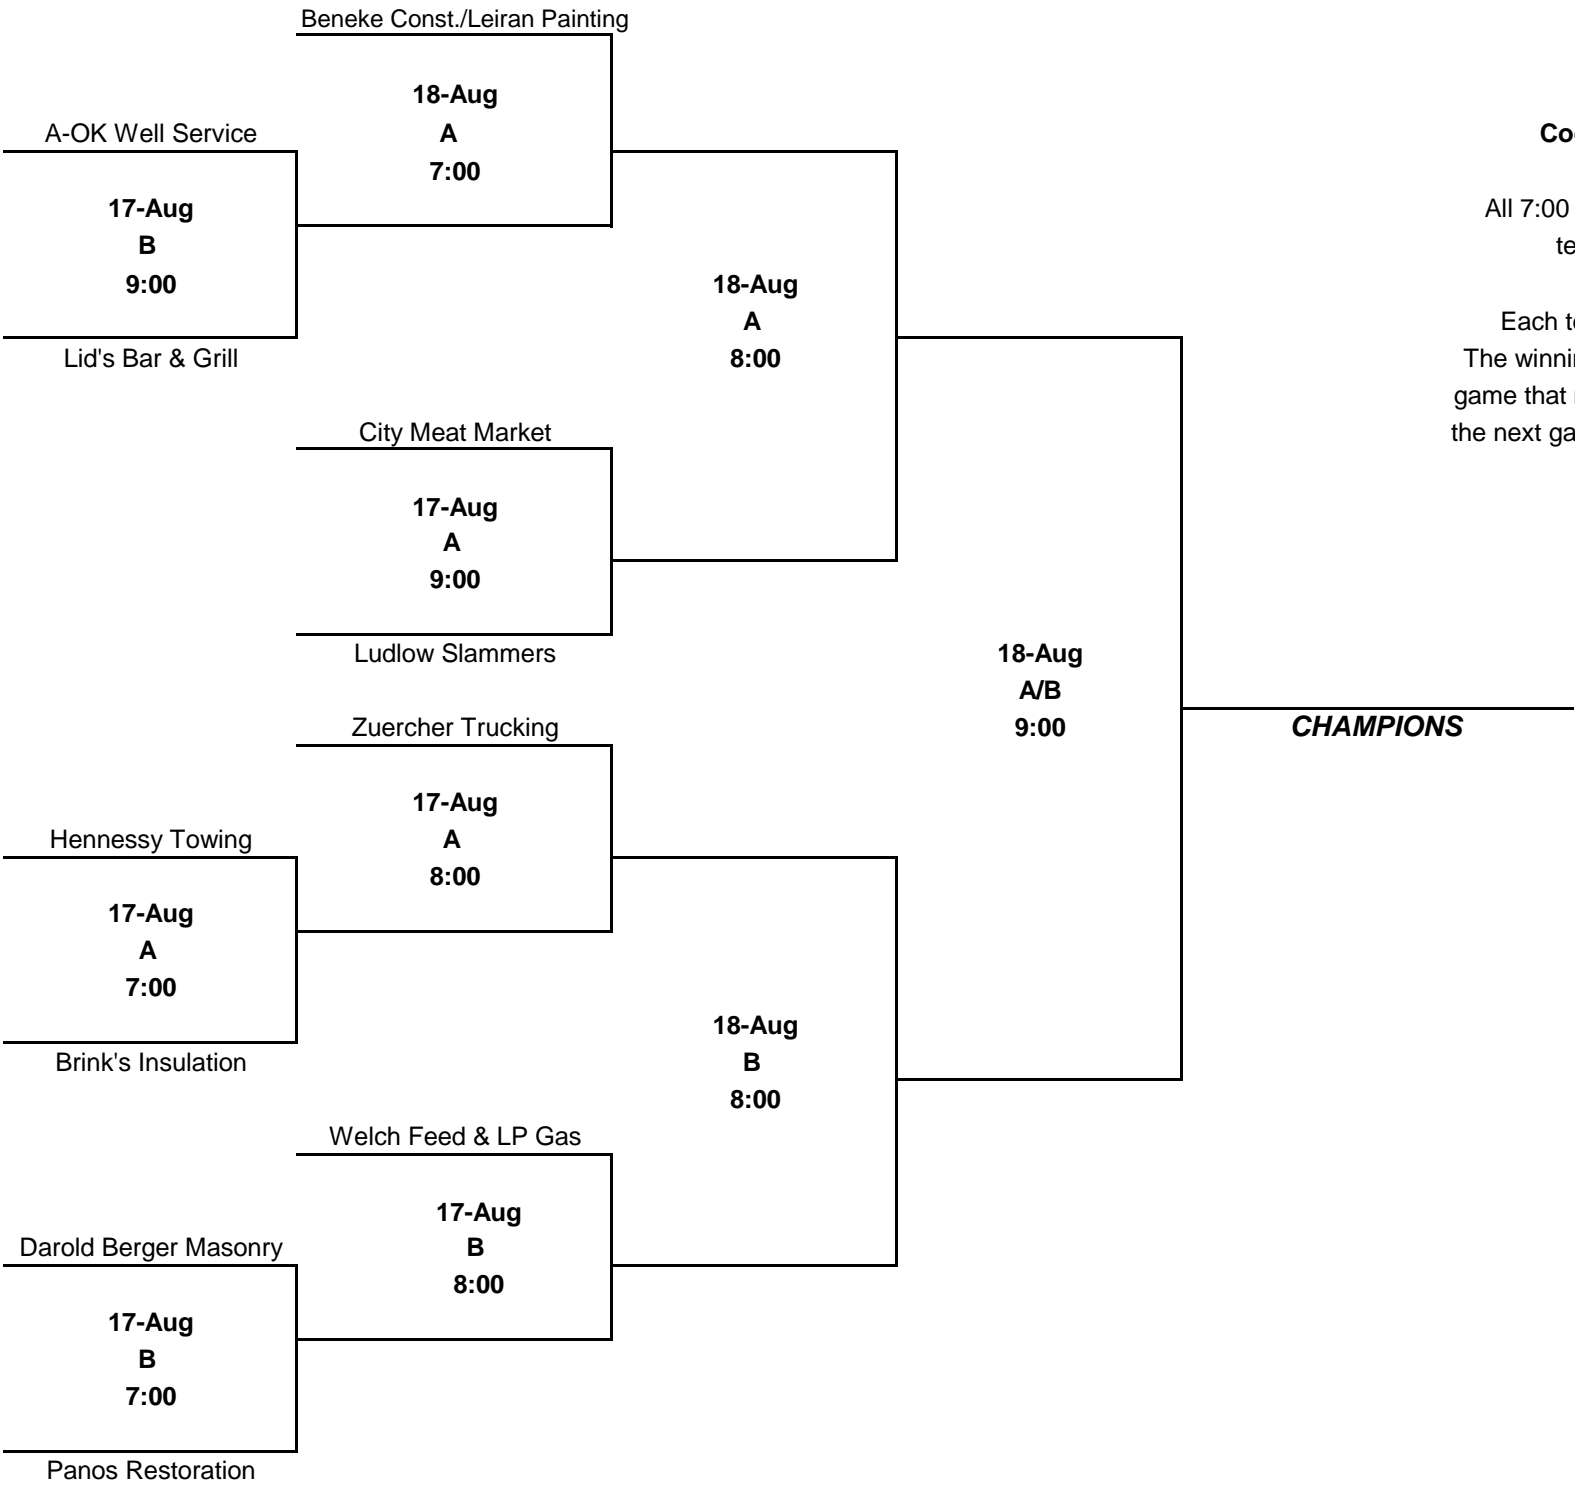 Beneke Const./Leiran Painting
18-Aug
A
7:00
A-OK Well Service
17-Aug
B
9:00
Lid's Bar & Grill
18-Aug
A
8:00
City Meat Market
17-Aug
A
9:00
Ludlow Slammers
18-Aug
A/B
9:00
CHAMPIONS
Zuercher Trucking
17-Aug
A
8:00
Hennessy Towing
17-Aug
A
7:00
Brink's Insulation
18-Aug
B
8:00
Welch Feed & LP Gas
17-Aug
B
8:00
Darold Berger Masonry
17-Aug
B
7:00
Panos Restoration
All 7:00
Each
The
game that
the next